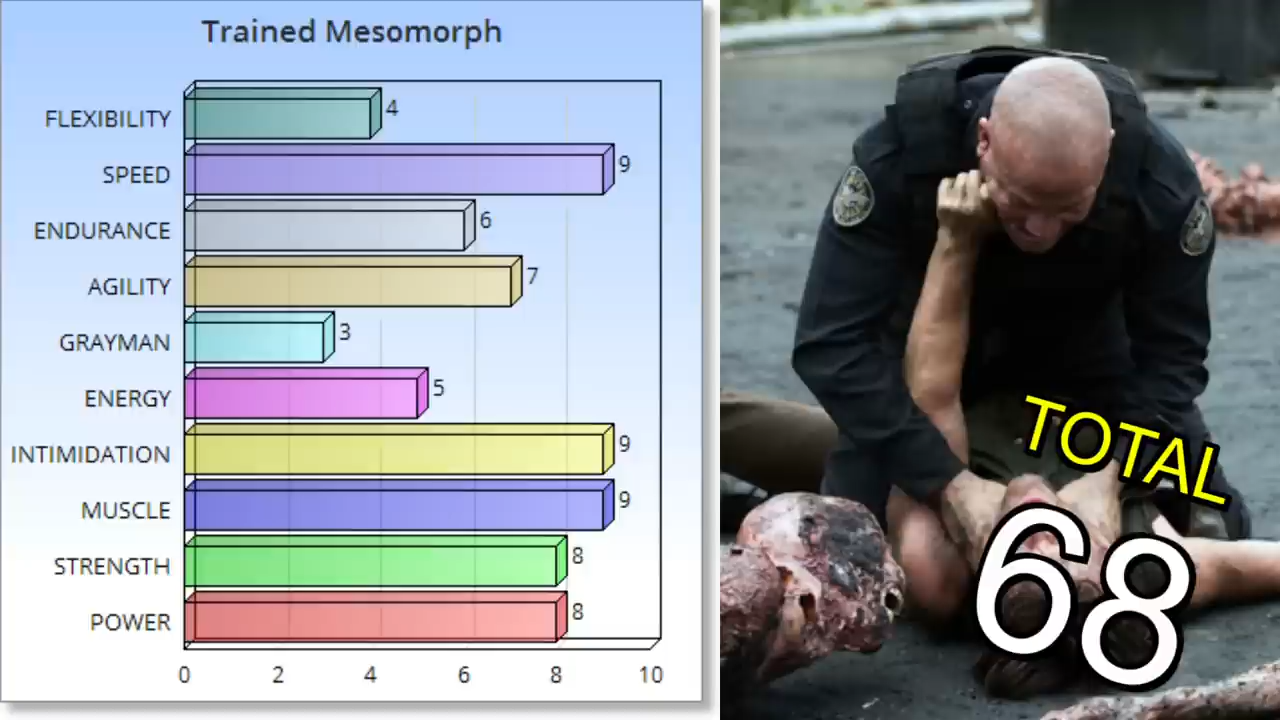 Trained Mesomorph
FLEXIBILITY 4
SPEED 9
ENDURANCE 6
AGILITY 7
GRAYMAN 3
ENERGY 5
INTIMIDATION 9
MUSCLE 9
STRENGTH 8
POWER 8
0 2 4 6 8 10
TOTAL
68